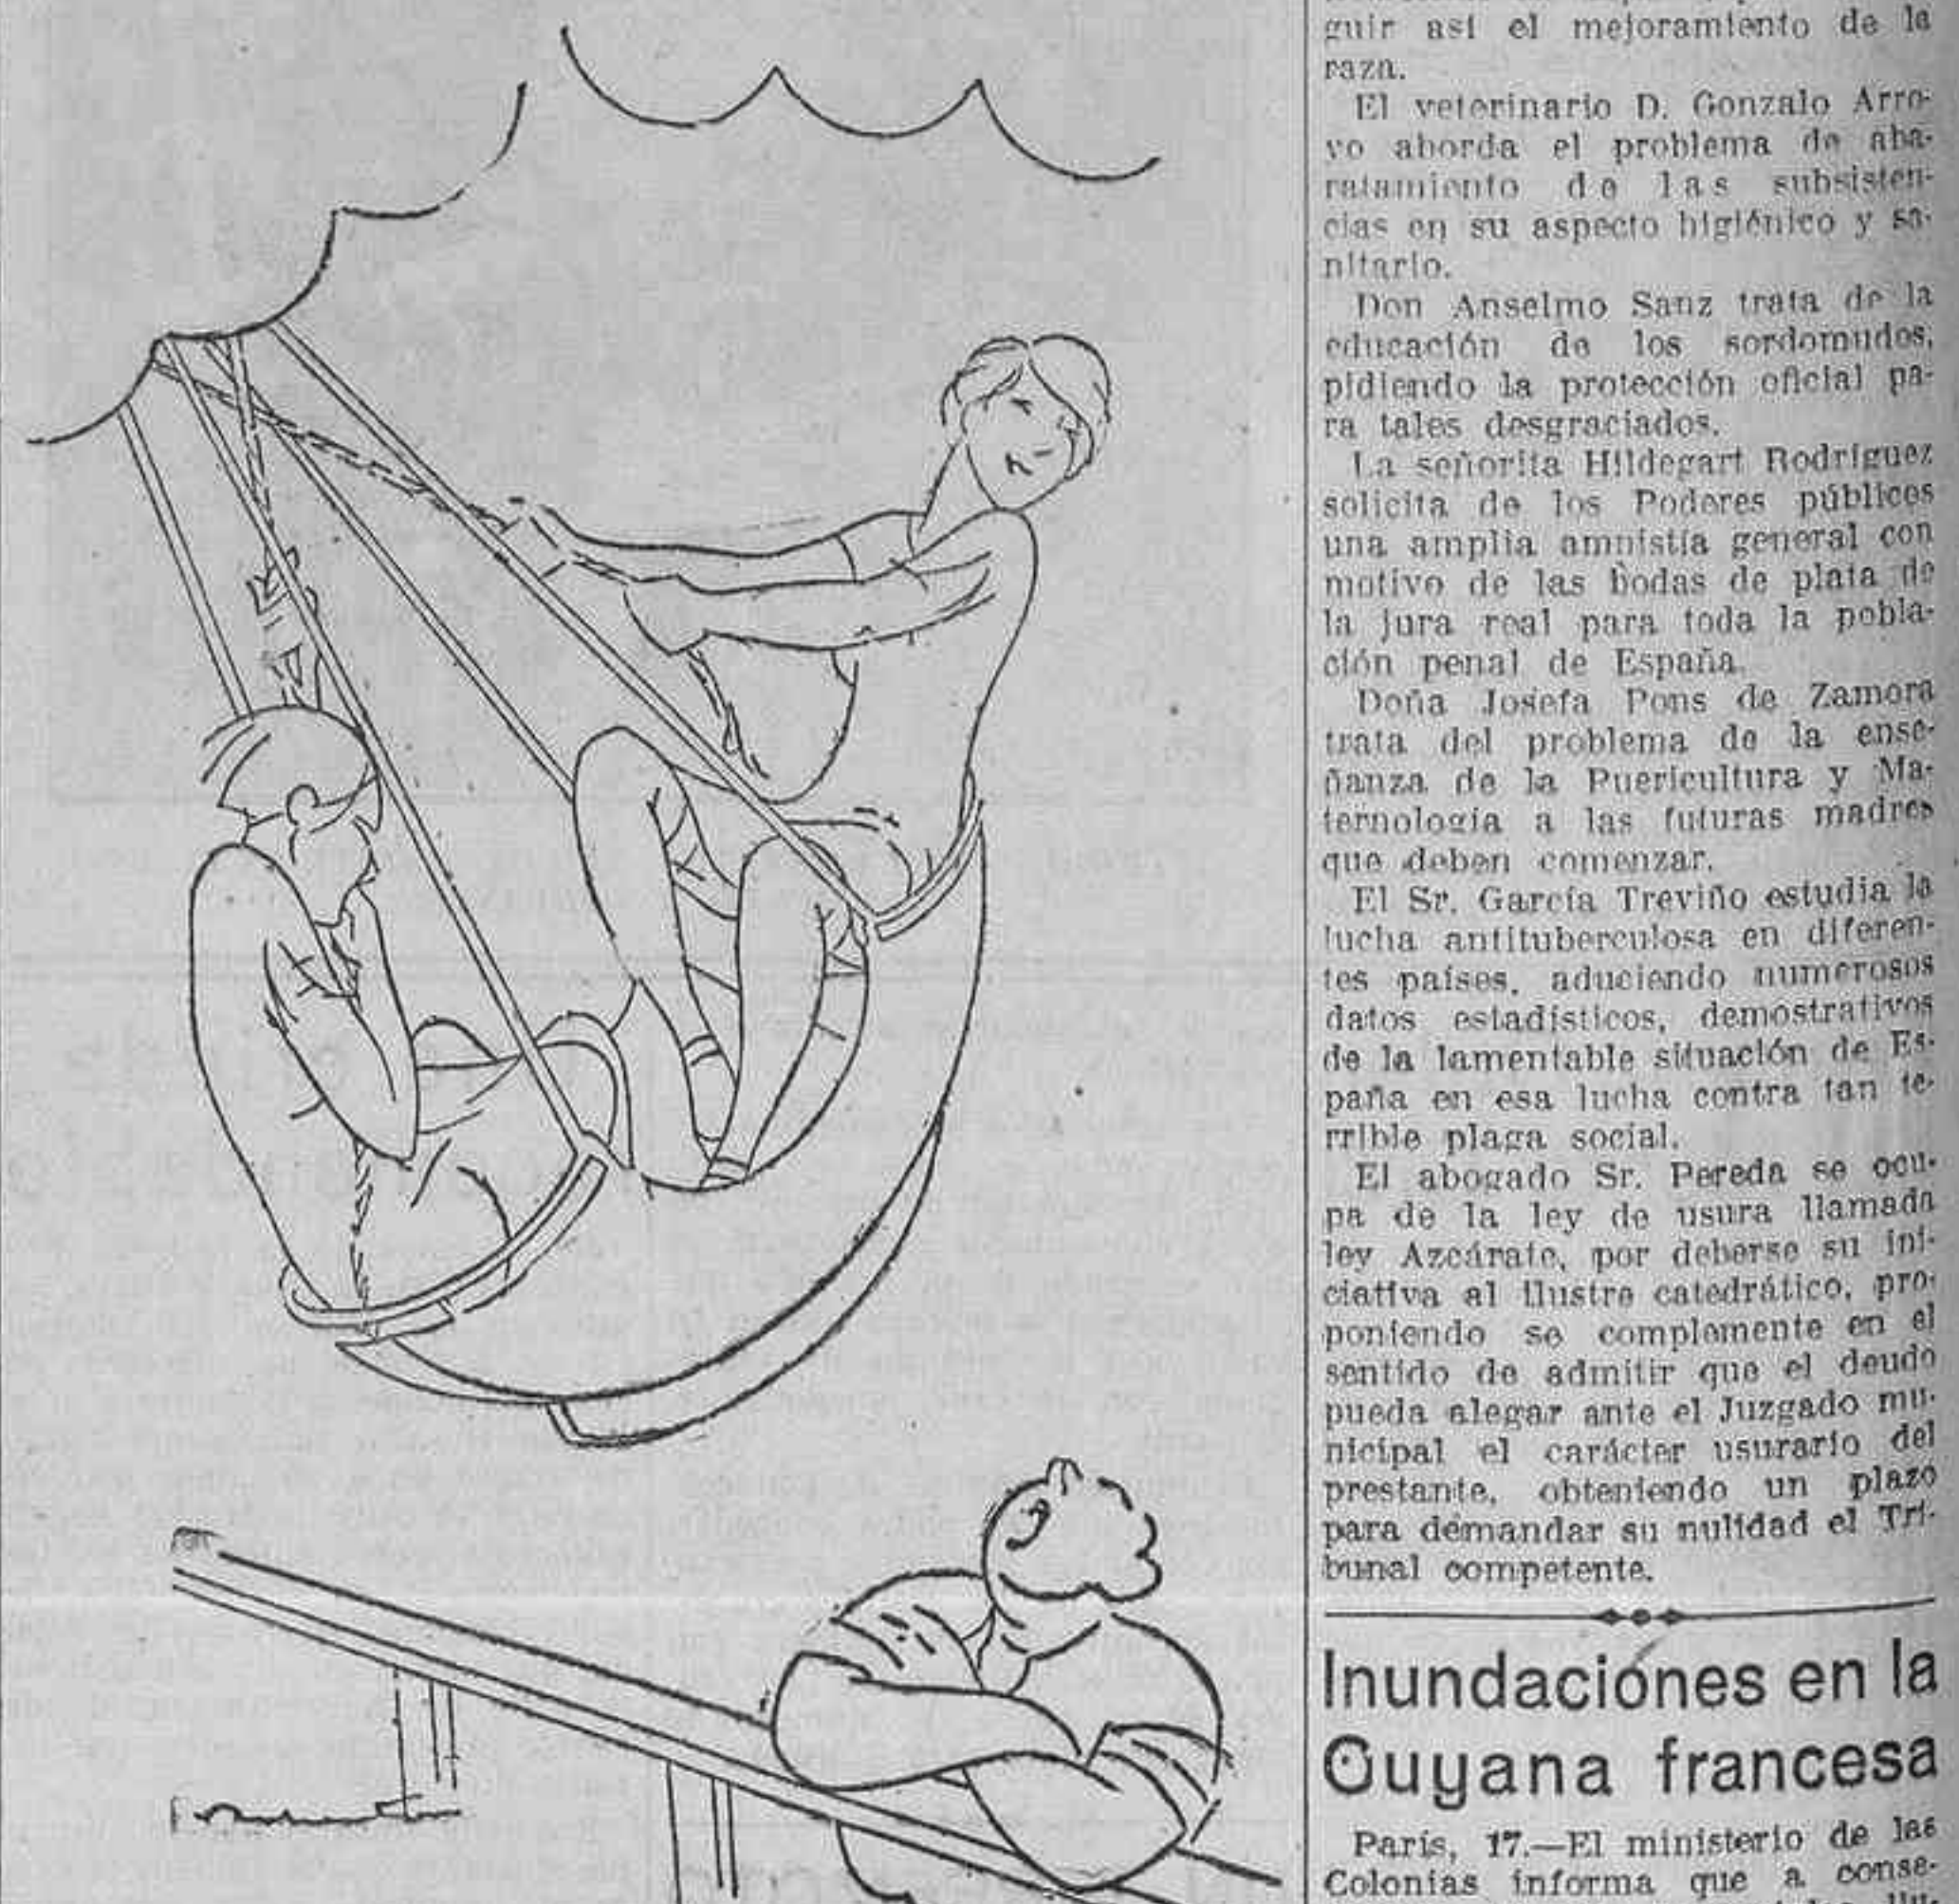 guir así el mejoramiento de la
raza.
El veterinario D. Gonzalo Arro-
yo aborda el problema de aba-
ratamiento de las subsisten-
cias en su aspecto higiénico y sa-
nitario.
Don Anselmo Sanz trata de la
educación de los sordomudos,
pidiendo la protección oficial pa-
ra tales desgraciados.
La señorita Hildegart Rodríguez
solicita de los Poderes públicos
una amplia amnistía general con
motivo de las bodas de plata de
la jura real para toda la pobla-
ción penal de España.
Doña Josefa Pons de Zamora
trata del problema de la ense-
ñanza de la Puericultura y Ma-
ternología a las futuras madres
que deben comenzar.
El Sr. García Treviño estudia la
lucha antituberculosa en diferen-
tes países, aduciendo numerosos
datos estadísticos, demostrativos
de la lamentable situación de Es-
paña en esa lucha contra tan te-
rrible plaga social.
El abogado Sr. Pereda se ocu-
pa de la ley de usura llamada
ley Azcárate, por deberse su ini-
ciativa al ilustre catedrático, pro-
poniendo se complemente en el
sentido de admitir que el deudo
pueda alegar ante el Juzgado mu-
nicipal el carácter usurario del
prestante, obteniendo un plazo
para demandar su nulidad el Tri-
bunal competente.
Inundaciones en la
Guyana francesa
París, 17.—El ministerio de las
Colonias informa que a conse-